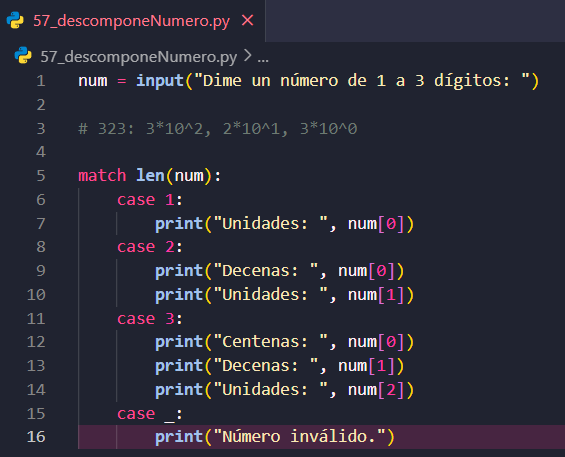 57_descomponeNumero.py ×
57_descomponeNumero.py > ...
1 num = input("Dime un número de 1 a 3 dígitos: ")
2
3 # 323: 3*10^2, 2*10^1, 3*10^0
4
5 match len(num):
6 case 1:
7 print("Unidades: ", num[0])
8 case 2:
9 print("Decenas: ", num[0])
10 print("Unidades: ", num[1])
11 case 3:
12 print("Centenas: ", num[0])
13 print("Decenas: ", num[1])
14 print("Unidades: ", num[2])
15 case _:
16 print("Número inválido.")